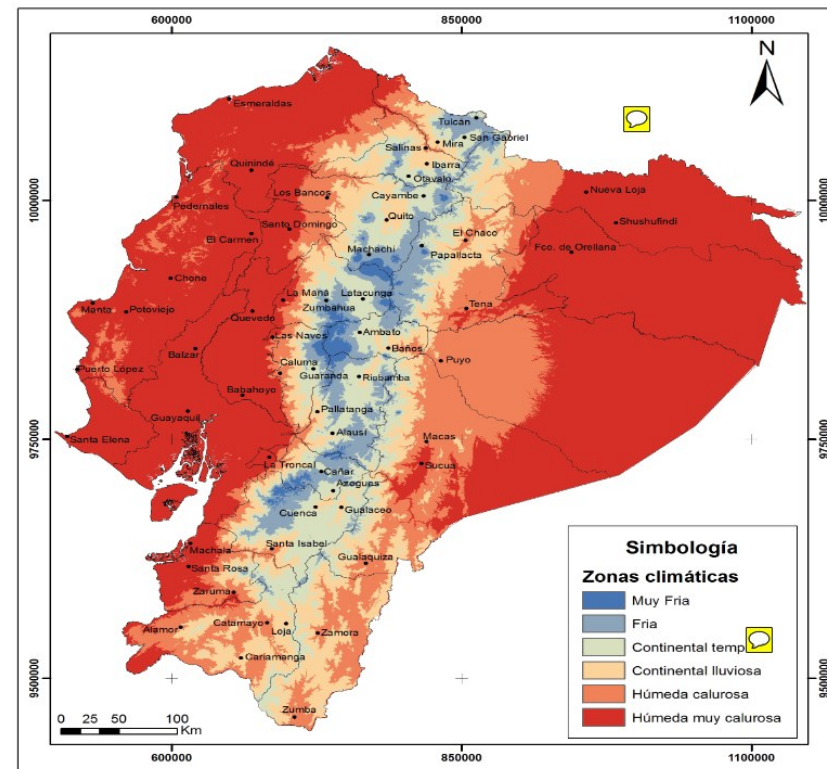 600000 850000 1100000
N
Esmeraldas
Tulcán
San Gabriel
Mira
Salinas
Ibarra
Quinindé
Otavalo
Los Bancos
Cayambe
Nueva Loja
Pedernales
Quito
Shushufindi
Santo Domingo
El Carmen
El Chaco
Machachi
Papallacta
Fco. de Orellana
Chone
La Maná
Latacunga
Manta
Potoviejo
Zumbahua
Tena
Quevedo
Ambato
Las Naves
Balzar
Baños
Puyo
Puerto López
Caluma
Guaranda
Riobamba
Babahoyo
Guayaquil
Pallatanga
Santa Elena
Alausí
Macas
La Troncal
Cañar
Sucua
Azogues
Cuenca
Gualaceo
Machala
Santa Isabel
Gualaquiza
Santa Rosa
Zaruma
Alamor
Catamayo
Loja
Zamora
Cariamanga
Zumba
10000000
9750000
9500000
10000000
9750000
9500000
Simbología
Zonas climáticas
Muy Fria
Fria
Continental temp
Continental lluviosa
Húmeda calurosa
Húmeda muy calurosa
0 25 50 100
Km
600000 850000 1100000